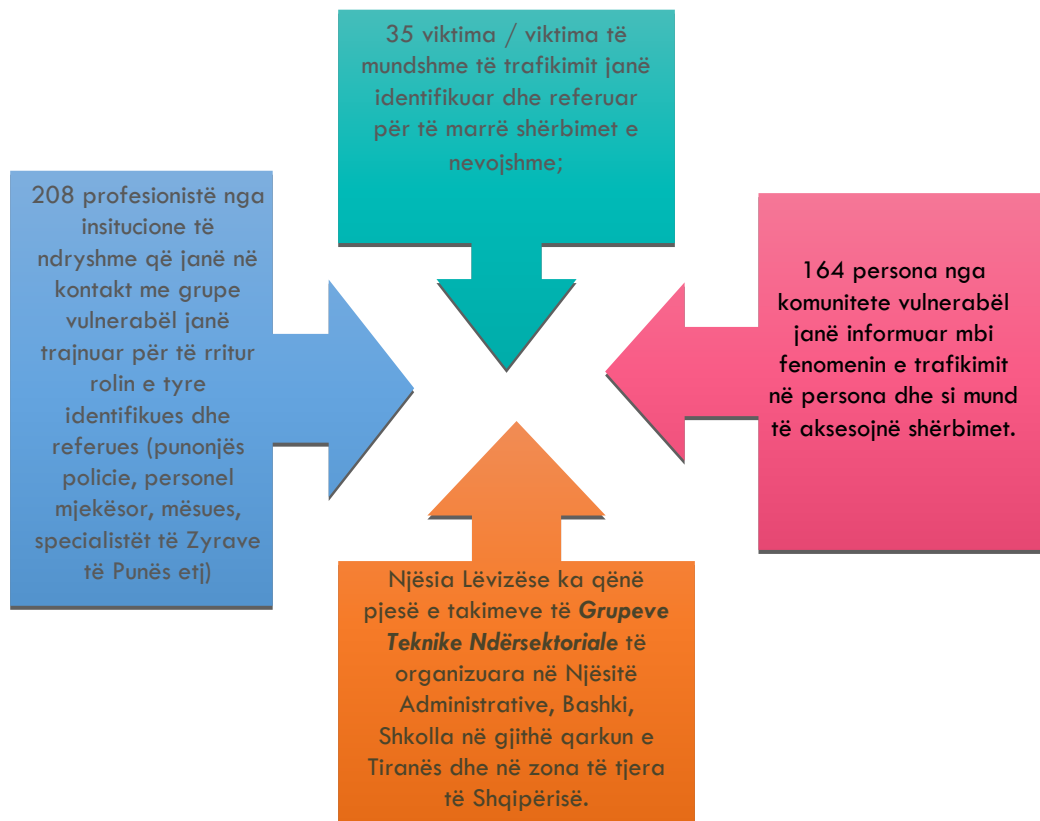 35 viktima / viktima të
mundshme të trafikimit janë
identifikuar dhe referuar
për të marrë shërbimet e
nevojshme;
208 profesionistë nga
insitucione të
ndryshme që janë në
kontakt me grupe
vulnerabël janë
trajnuar për të rritur
rolin e tyre
identifikues dhe
referues (punonjës
policie, personel
mjekësor, mësues,
specialistët të Zyrave
të Punës etj)
164 persona nga
komunitete vulnerabël
janë informuar mbi
fenomenin e trafikimit
në persona dhe si mund
të aksesojnë shërbimet.
Njësia Lëvizëse ka qënë
pjesë e takimeve të Grupeve
Teknike Ndërsektoriale të
organizuara në Njësitë
Administrative, Bashki,
Shkolla në gjithë qarkun e
Tiranës dhe në zona të tjera
të Shqipërisë.